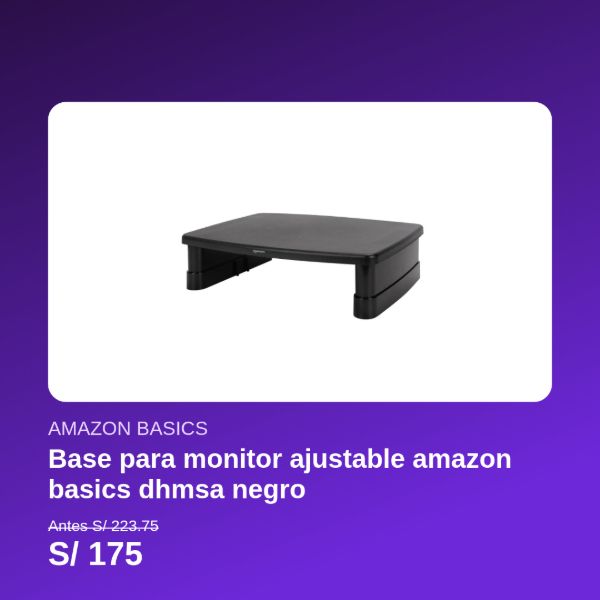 AMAZON BASICS
Base para monitor ajustable amazon
basics dhmsa negro
Antes S/ 223.75
S/ 175